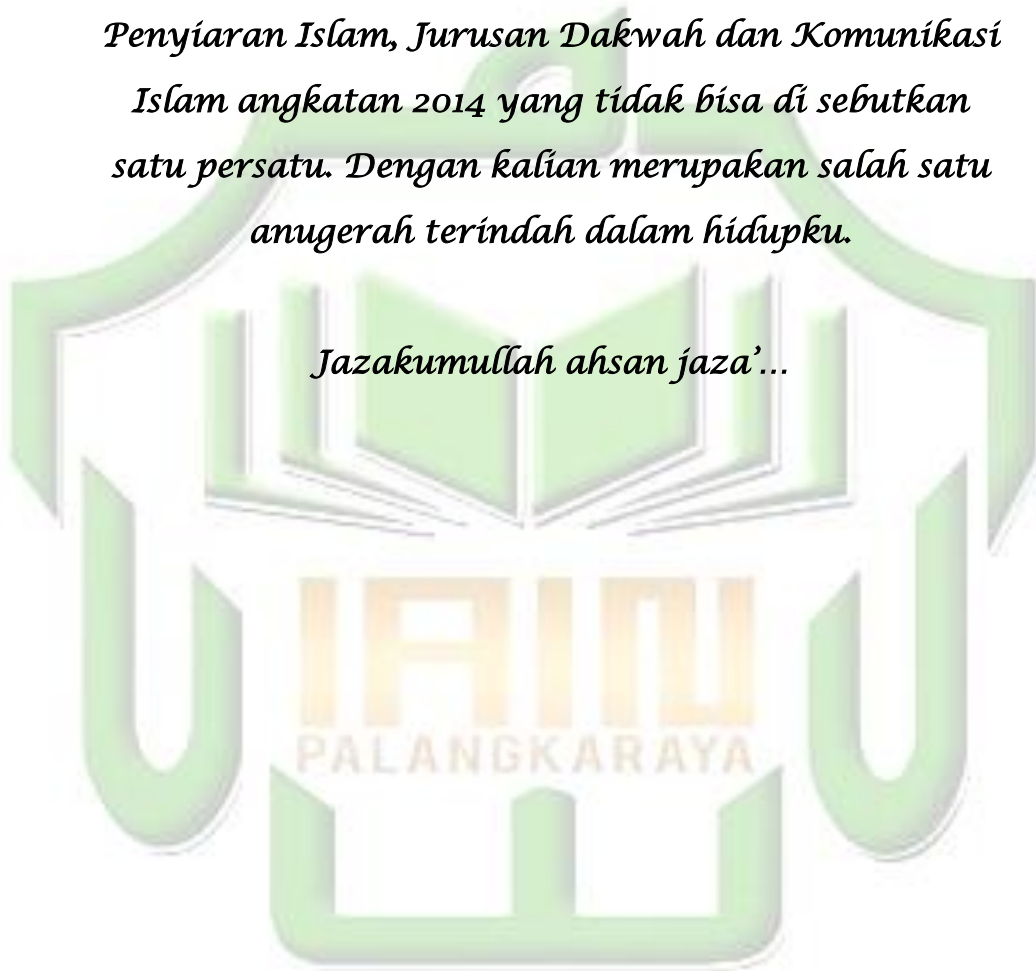 Penyiaran Islam, Jurusan Dakwah dan Komunikasi
Islam angkatan 2014 yang tidak bisa di sebutkan
satu persatu. Dengan kalian merupakan salah satu
anugerah terindah dalam hidupku.
Jazakumullah ahsan jaza’...
IAIN
PALANGKARAYA